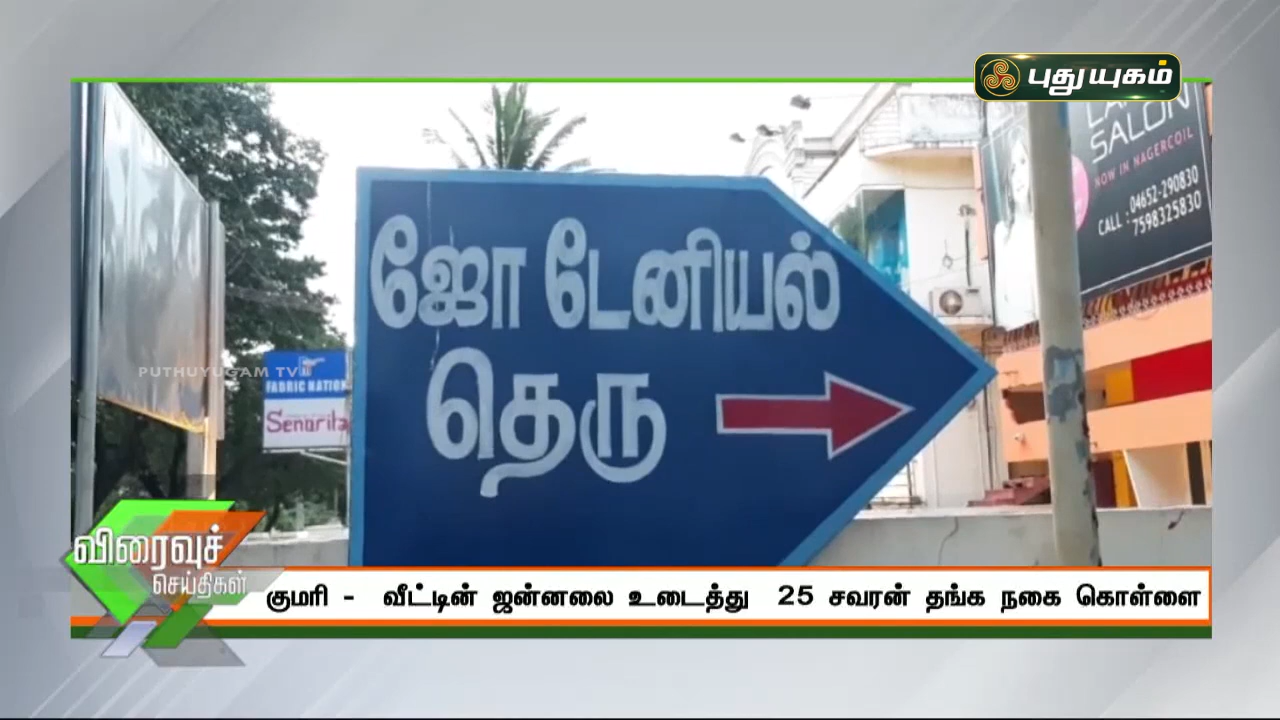 புதுயுகம்
LA
SALON
NOW IN NAGERCOIL
CALL : 04652-290830
7598325830
ஜோ டேனியல்
தெரு
PUTHUYUGAM TV
FABRIC NATION
Senorita
விரைவுச்
செய்திகள்
குமரி - வீட்டின் ஜன்னலை உடைத்து 25 சவரன் தங்க நகை கொள்ளை